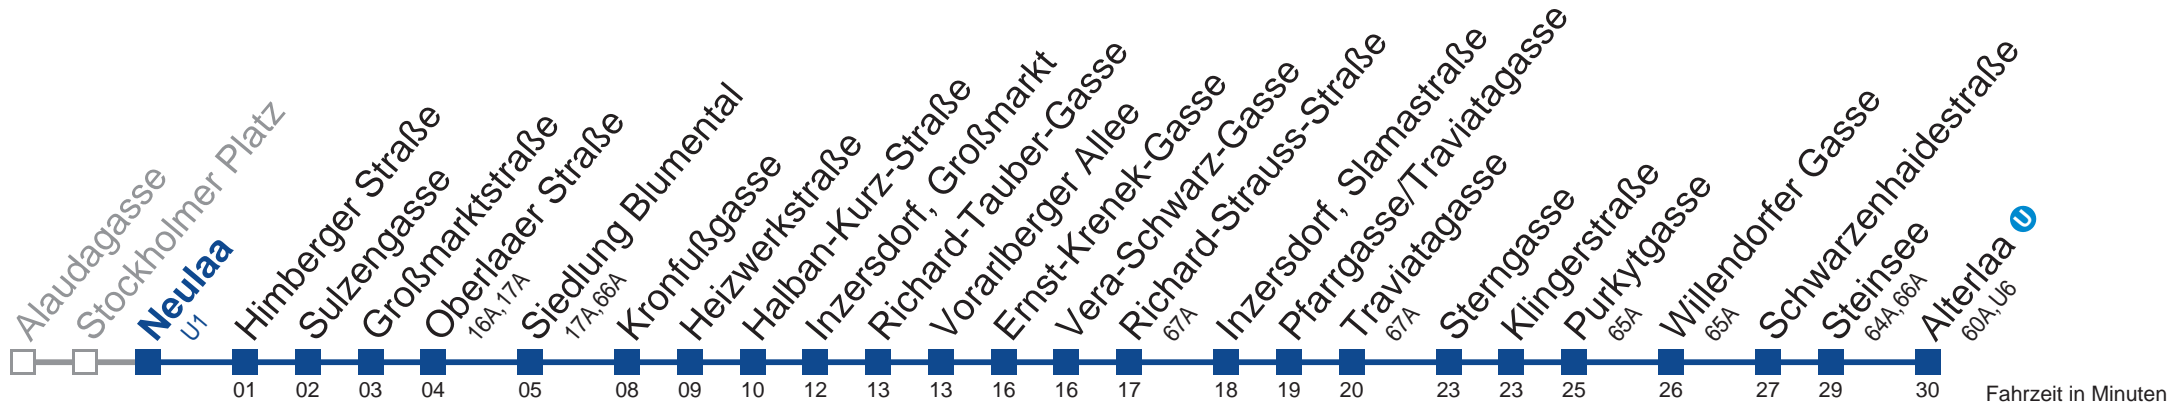 Alaudagasse
Stockholmer Platz
Neulaa
U1
Himberger Straße
Sulzengasse
Großmarktstraße
Oberlaaer Straße
16A, 17A
Siedlung Blumental
17A, 66A
Kronfußgasse
Heizwerkstraße
Halban-Kurz-Straße
Inzersdorf, Großmarkt
Richard-Tauber-Gasse
Vorarlberger Allee
Ernst-Krenek-Gasse
Vera-Schwarz-Gasse
Richard-Strauss-Straße
67A
Inzersdorf, Slamastraße
Pfarrgasse/Traviatagasse
Traviatagasse
67A
Sterngasse
Klingerstraße
Purkytgasse
65A
Willendorfer Gasse
65A
Schwarzenhaidestraße
Steinsee
64A, 66A
Alterlaa U
60A, U6
01 02 03 04 05 08 09 10 12 13 13 16 16 17 18 19 20 23 23 25 26 27 29 30 Fahrzeit in Minuten